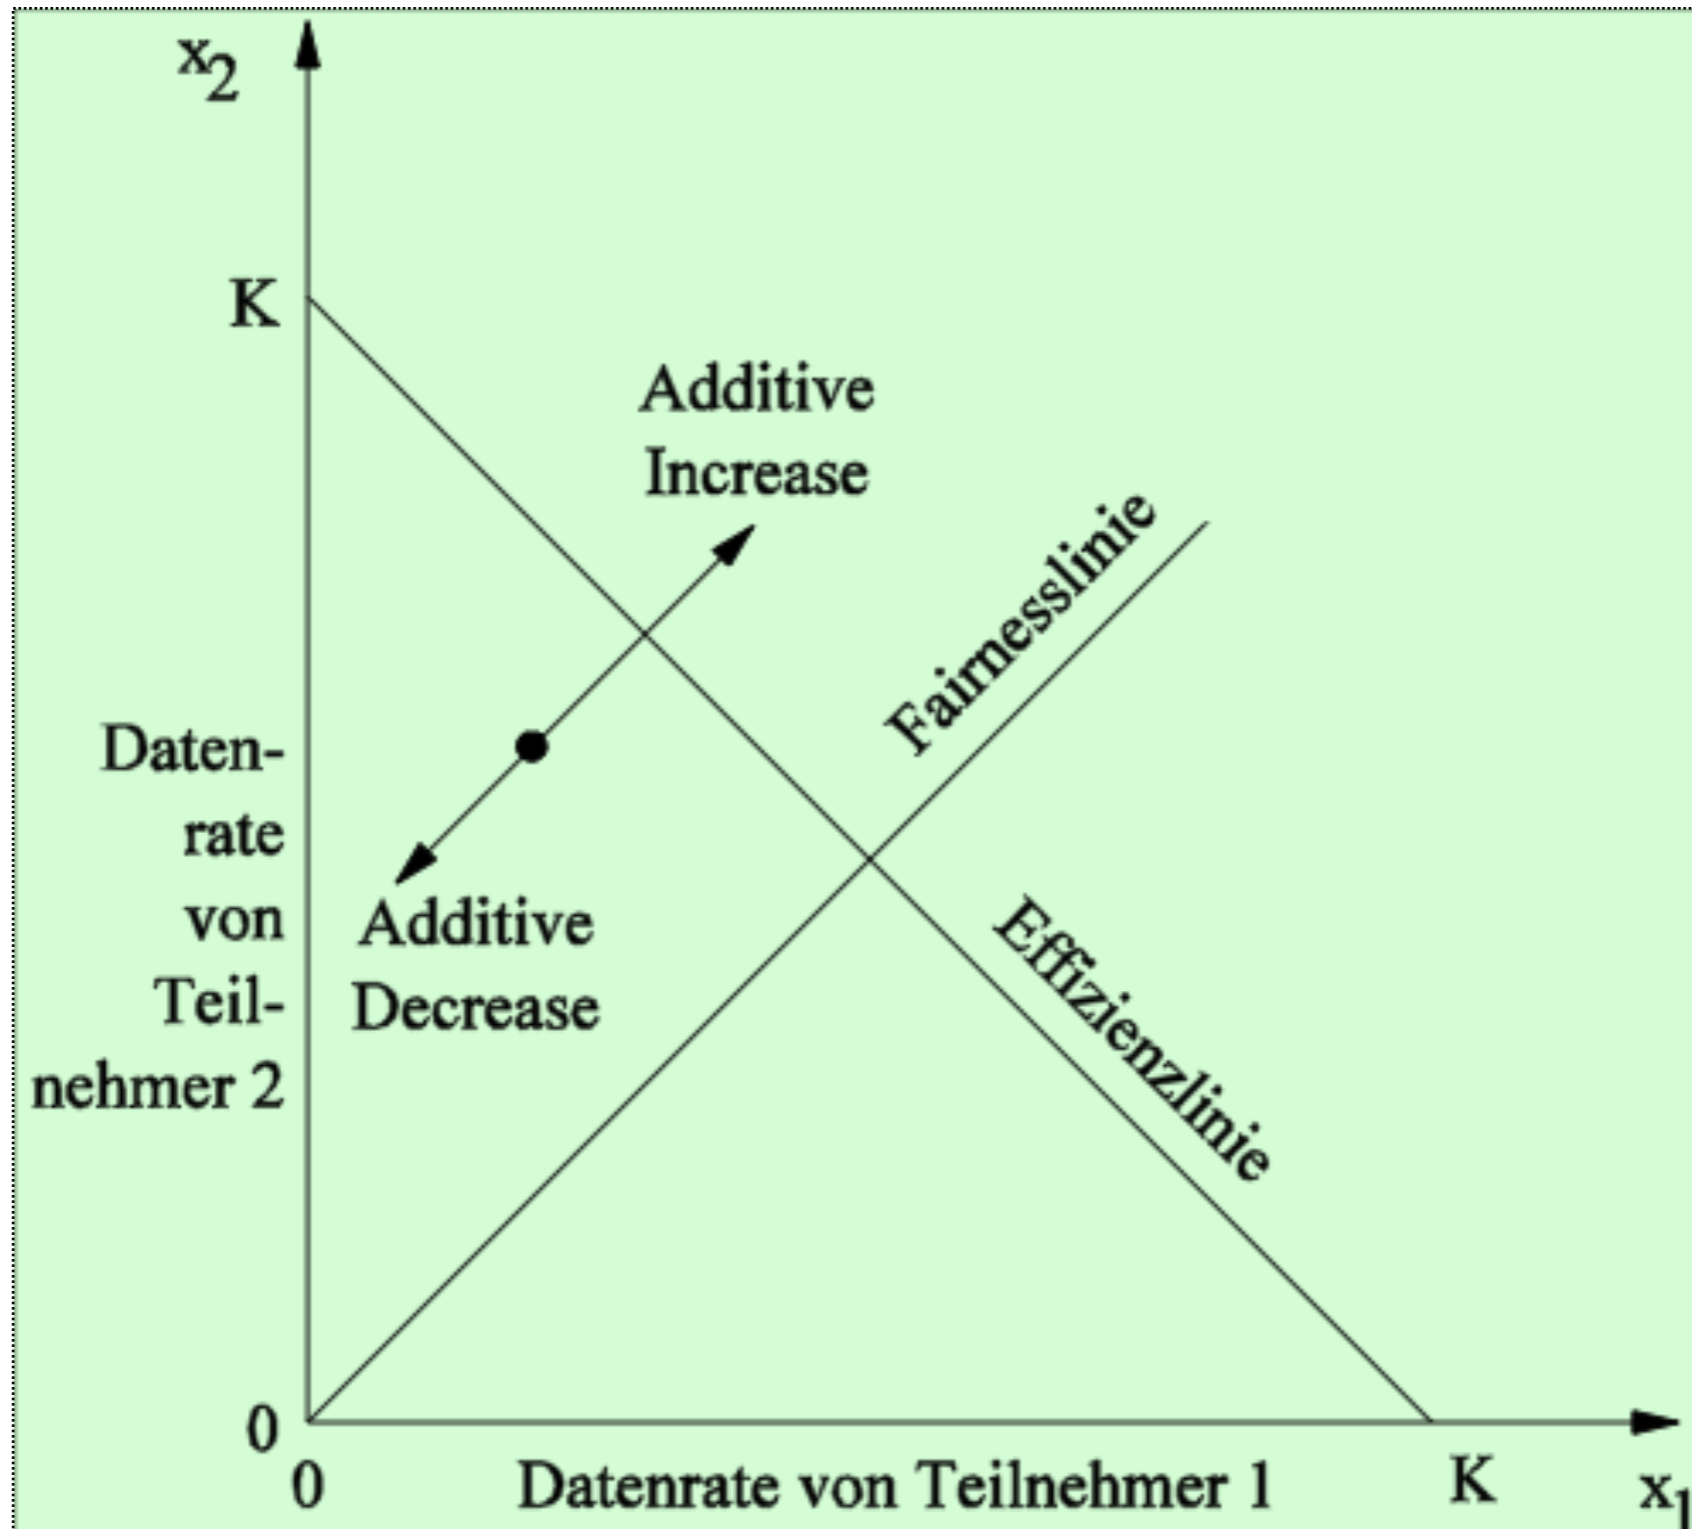 x2
K
Additive
Increase
Fairnesslinie
Daten-
rate
von
Teil-
nehmer 2
Additive
Decrease
Effizienzlinie
0
0
Datenrate von Teilnehmer 1
K
x1